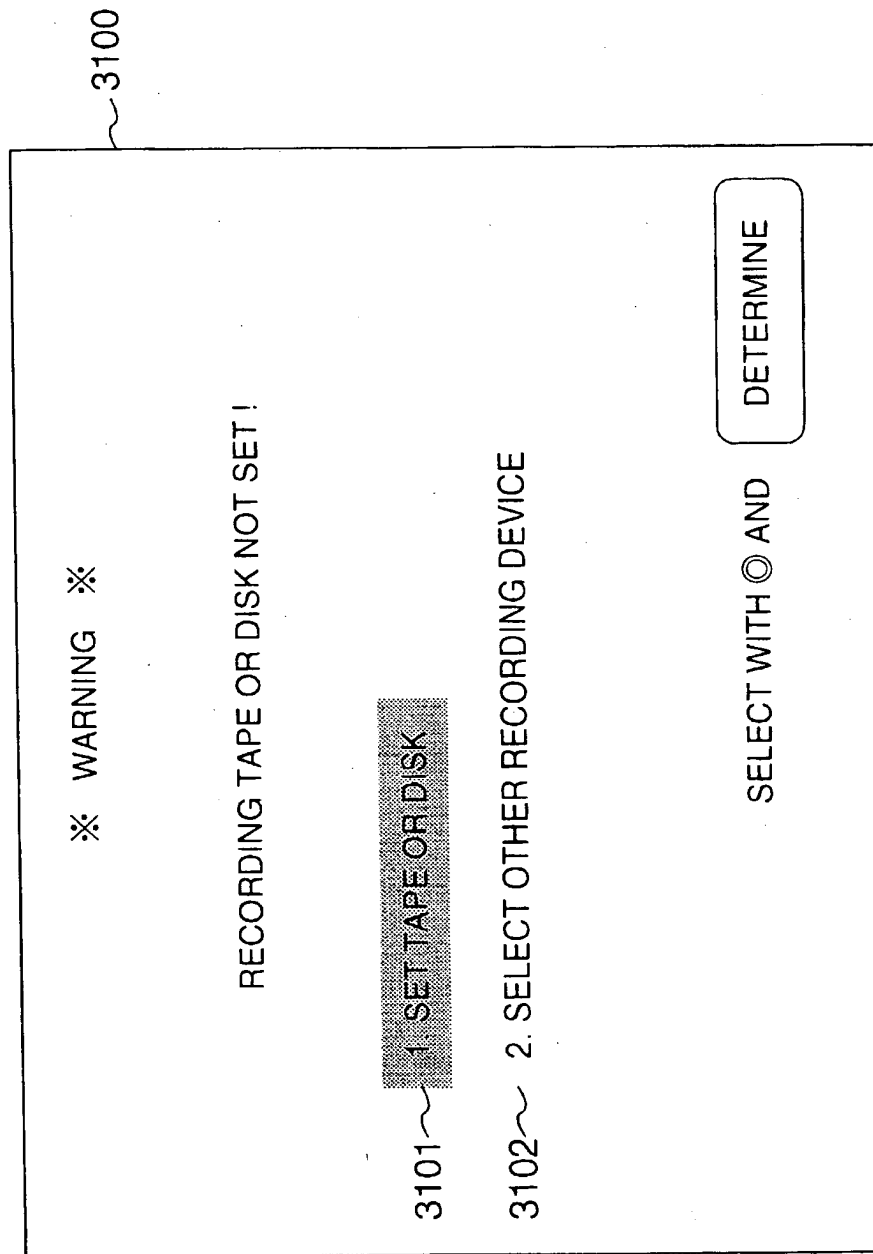 3100
※ WARNING ※
RECORDING TAPE OR DISK NOT SET!
3101 1. SET TAPE OR DISK
3102 2. SELECT OTHER RECORDING DEVICE
SELECT WITH ◎ AND DETERMINE